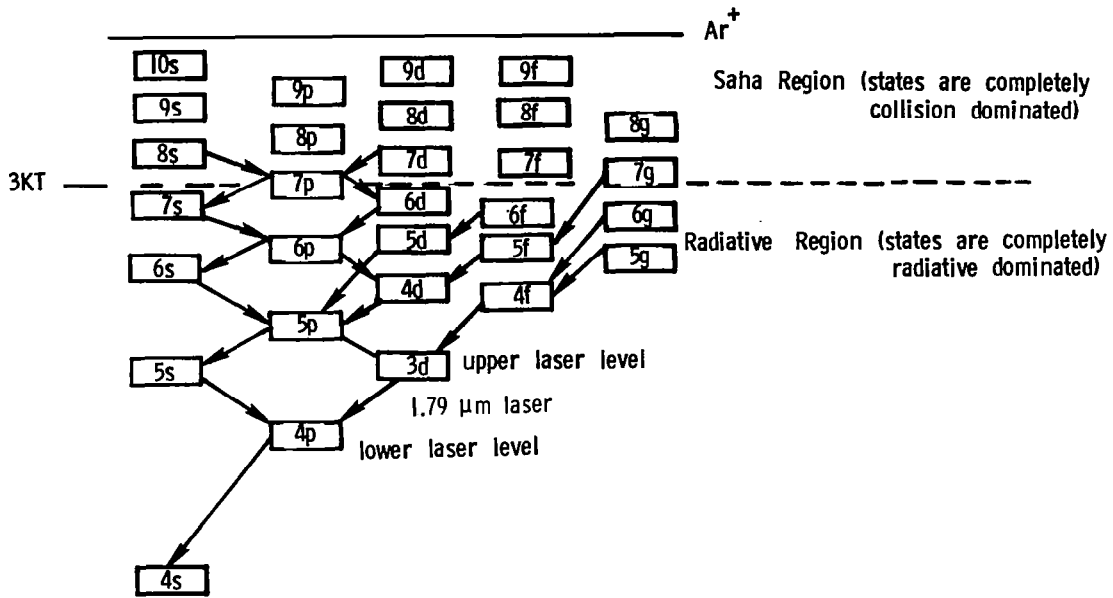 Ar+
10s
9d
9f
Saha Region (states are completely
collision dominated)
9p
9s
8d
8f
8g
8p
8s
7d
7f
7g
3KT
7p
7s
6d
6f
6g
5d
5f
Radiative Region (states are completely
radiative dominated)
6p
5g
6s
4d
4f
5p
3d
upper laser level
5s
1.79 μm laser
4p
lower laser level
4s